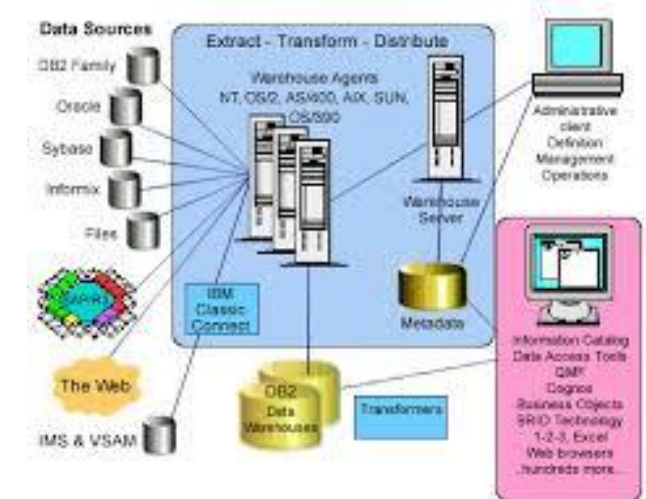 Data Sources
DB2 Family
Oracle
Sybase
Informix
Files
SAP/R3
The Web
IMS & VSAM
Extract - Transform - Distribute
Warehouse Agents
NT, OS/2, AS/400, AIX, SUN,
OS/390
IBM
Classic
Connect
Warehouse
Server
Metadata
DB2
Data
Warehouses
Transformers
Administrative
client
Definition
Management
Operations
Information Catalog
Data Access Tools
QMF
Cognos
Business Objects
BRIO Technology
1-2-3, Excel
Web browsers
..hundreds more...